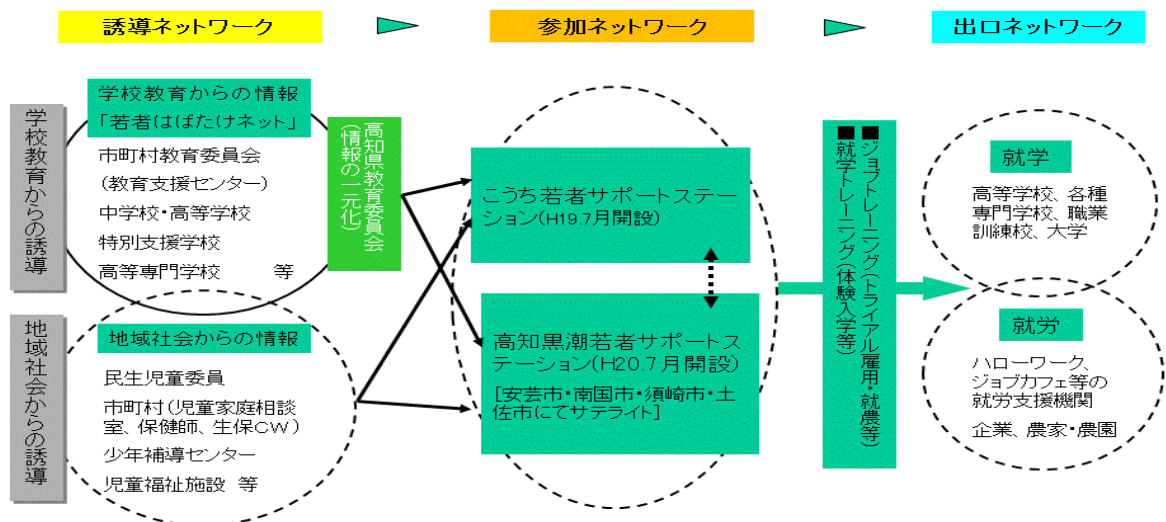 誘導ネットワーク
参加ネットワーク
出口ネットワーク
学校教育からの誘導
学校教育からの情報
「若者はばたけネット」
市町村教育委員会
(教育支援センター)
中学校・高等学校
特別支援学校
高等専門学校　　等
高知県教育委員会
(情報の一元化)
地域社会からの誘導
地域社会からの情報
民生児童委員
市町村(児童家庭相談
室、保健師、生保CW)
少年補導センター
児童福祉施設 等
こうち若者サポートステー
ション(H19.7月開設)
高知黒潮若者サポートス
テーション(H20.7月開設)
[安芸市・南国市・須崎市・土
佐市にてサテライト]
■ジョブトレーニング(トライアル雇用・就農等)
■就学トレーニング(体験入学等)
就学
高等学校、各種
専門学校、職業
訓練校、大学
就労
ハローワーク、
ジョブカフェ等の
就労支援機関
企業、農家・農園